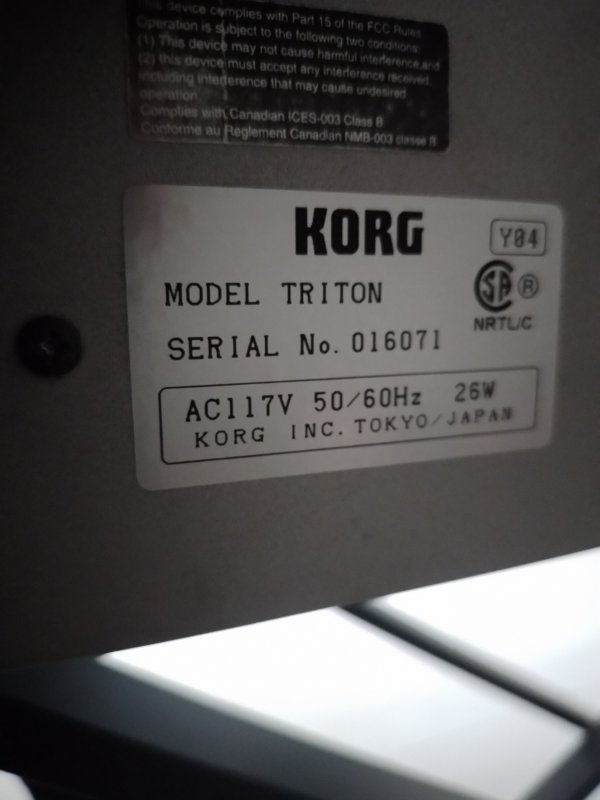 This device complies with Part 15 of the FCC Rules
Operation is subject to the following two conditions:
(1) This device may not cause harmful interference,and
(2) this device must accept any interference received,
including interference that may cause undesired
operation.
Complies with Canadian ICES-003 Class B
Conforme au Reglement Canadian NMB-003 classe B
KORG
Y04
MODEL TRITON
SA ®
NRTL/C
SERIAL No. 016071
AC117V 50/60Hz 26W
KORG INC. TOKYO/JAPAN